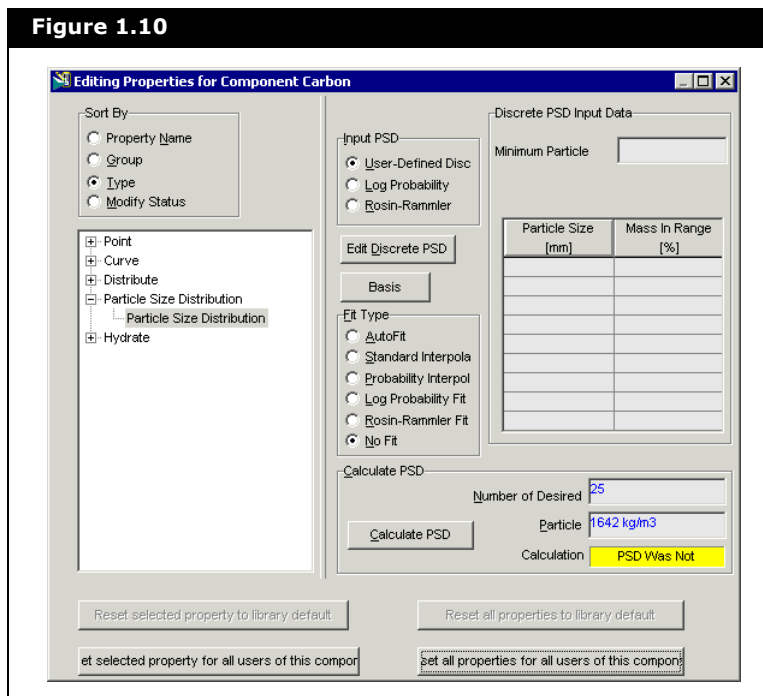 Figure 1.10
Editing Properties for Component Carbon
Sort By
Property Name
Group
Type
Modify Status
Point
Curve
Distribute
Particle Size Distribution
Particle Size Distribution
Hydrate
Input PSD
User-Defined Disc
Log Probability
Rosin-Rammler
Edit Discrete PSD
Basis
Fit Type
AutoFit
Standard Interpola
Probability Interpol
Log Probability Fit
Rosin-Rammler Fit
No Fit
Discrete PSD Input Data
Minimum Particle
Particle Size Mass In Range
[mm] [%]
Calculate PSD
Number of Desired 25
Particle 1642 kg/m3
Calculate PSD
Calculation PSD Was Not
Reset selected property to library default
Reset all properties to library default
et selected property for all users of this compor
set all properties for all users of this compon